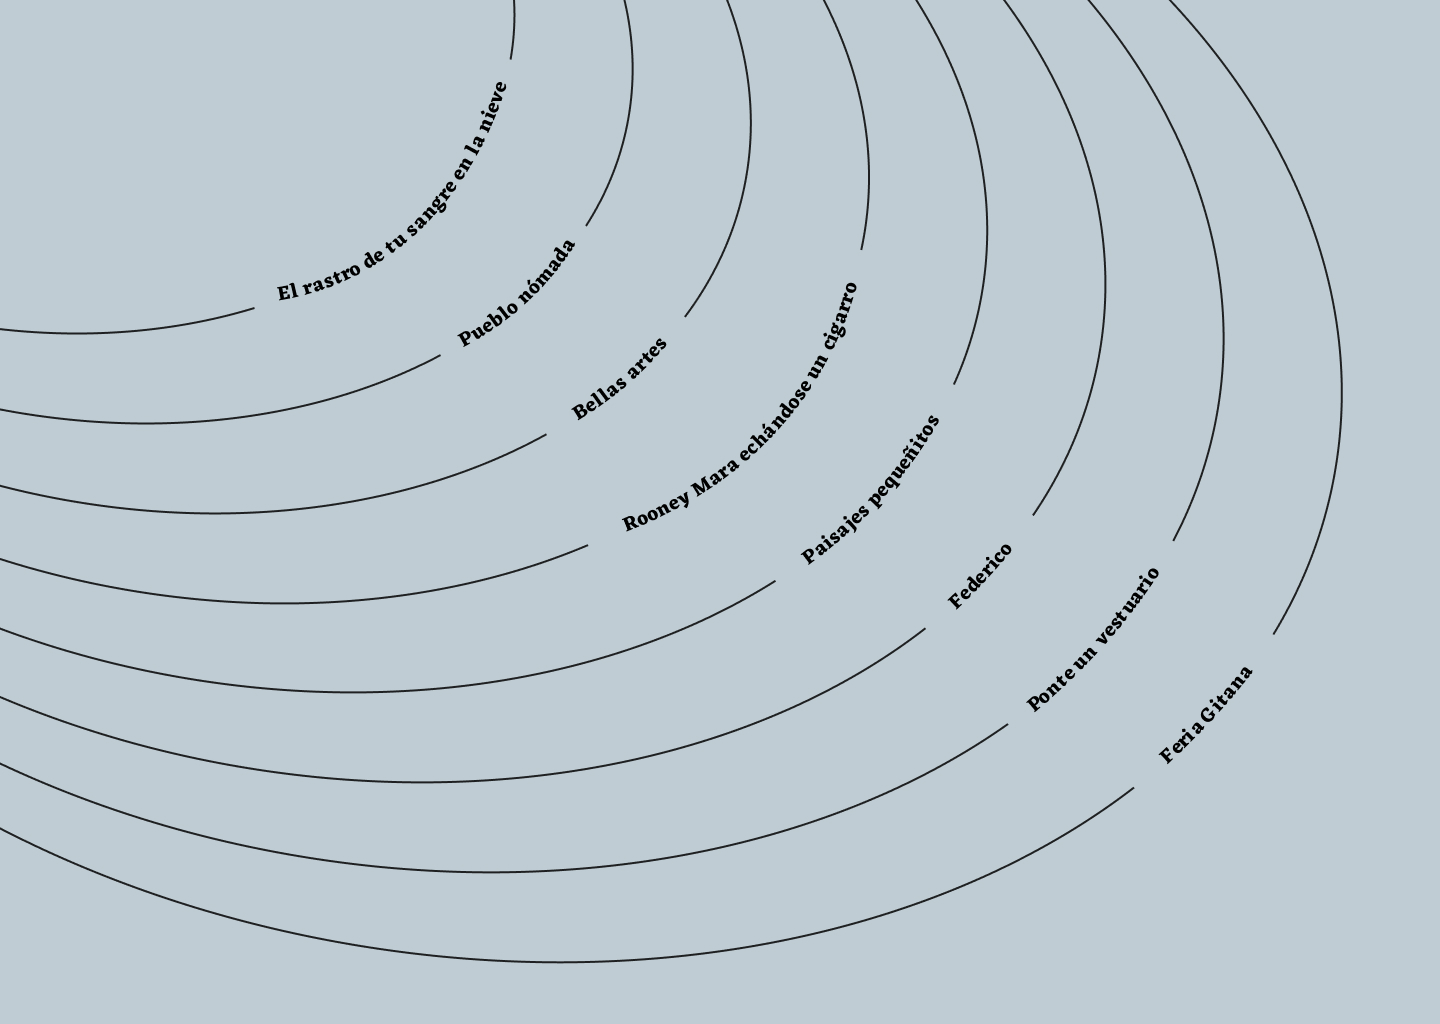 El rastro de tu sangre en la nieve
Pueblo nómada
Bellas artes
Rooney Mara echándose un cigarro
Paisajes pequeñitos
Federico
Ponte un vestuario
Feria Gitana